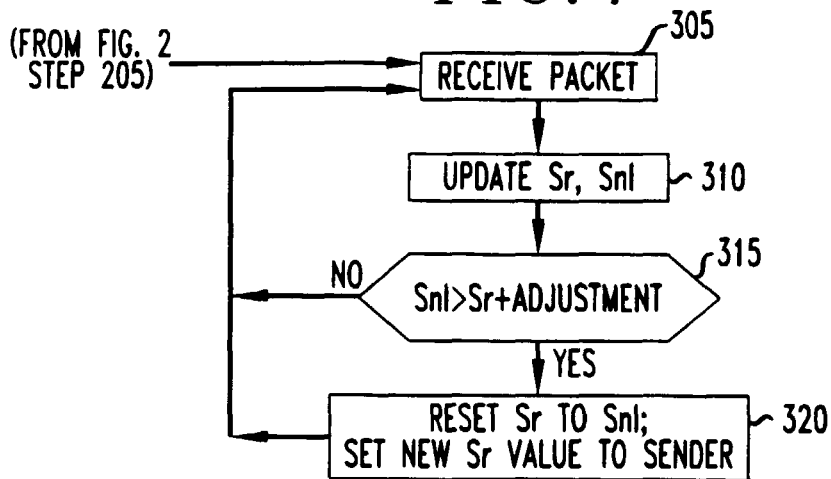 (FROM FIG. 2
STEP 205)
305
RECEIVE PACKET
UPDATE Sr, Snl
310
315
NO
Snl>Sr+ADJUSTMENT
YES
RESET Sr TO Snl;
SET NEW Sr VALUE TO SENDER
320